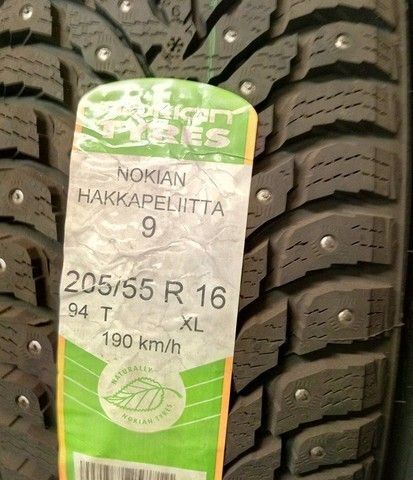 nokian
TYRES
NOKIAN
HAKKAPELIITTA
9
205/55 R 16
94 T XL
190 km/h
NATURALLY
NOKIAN TYRES